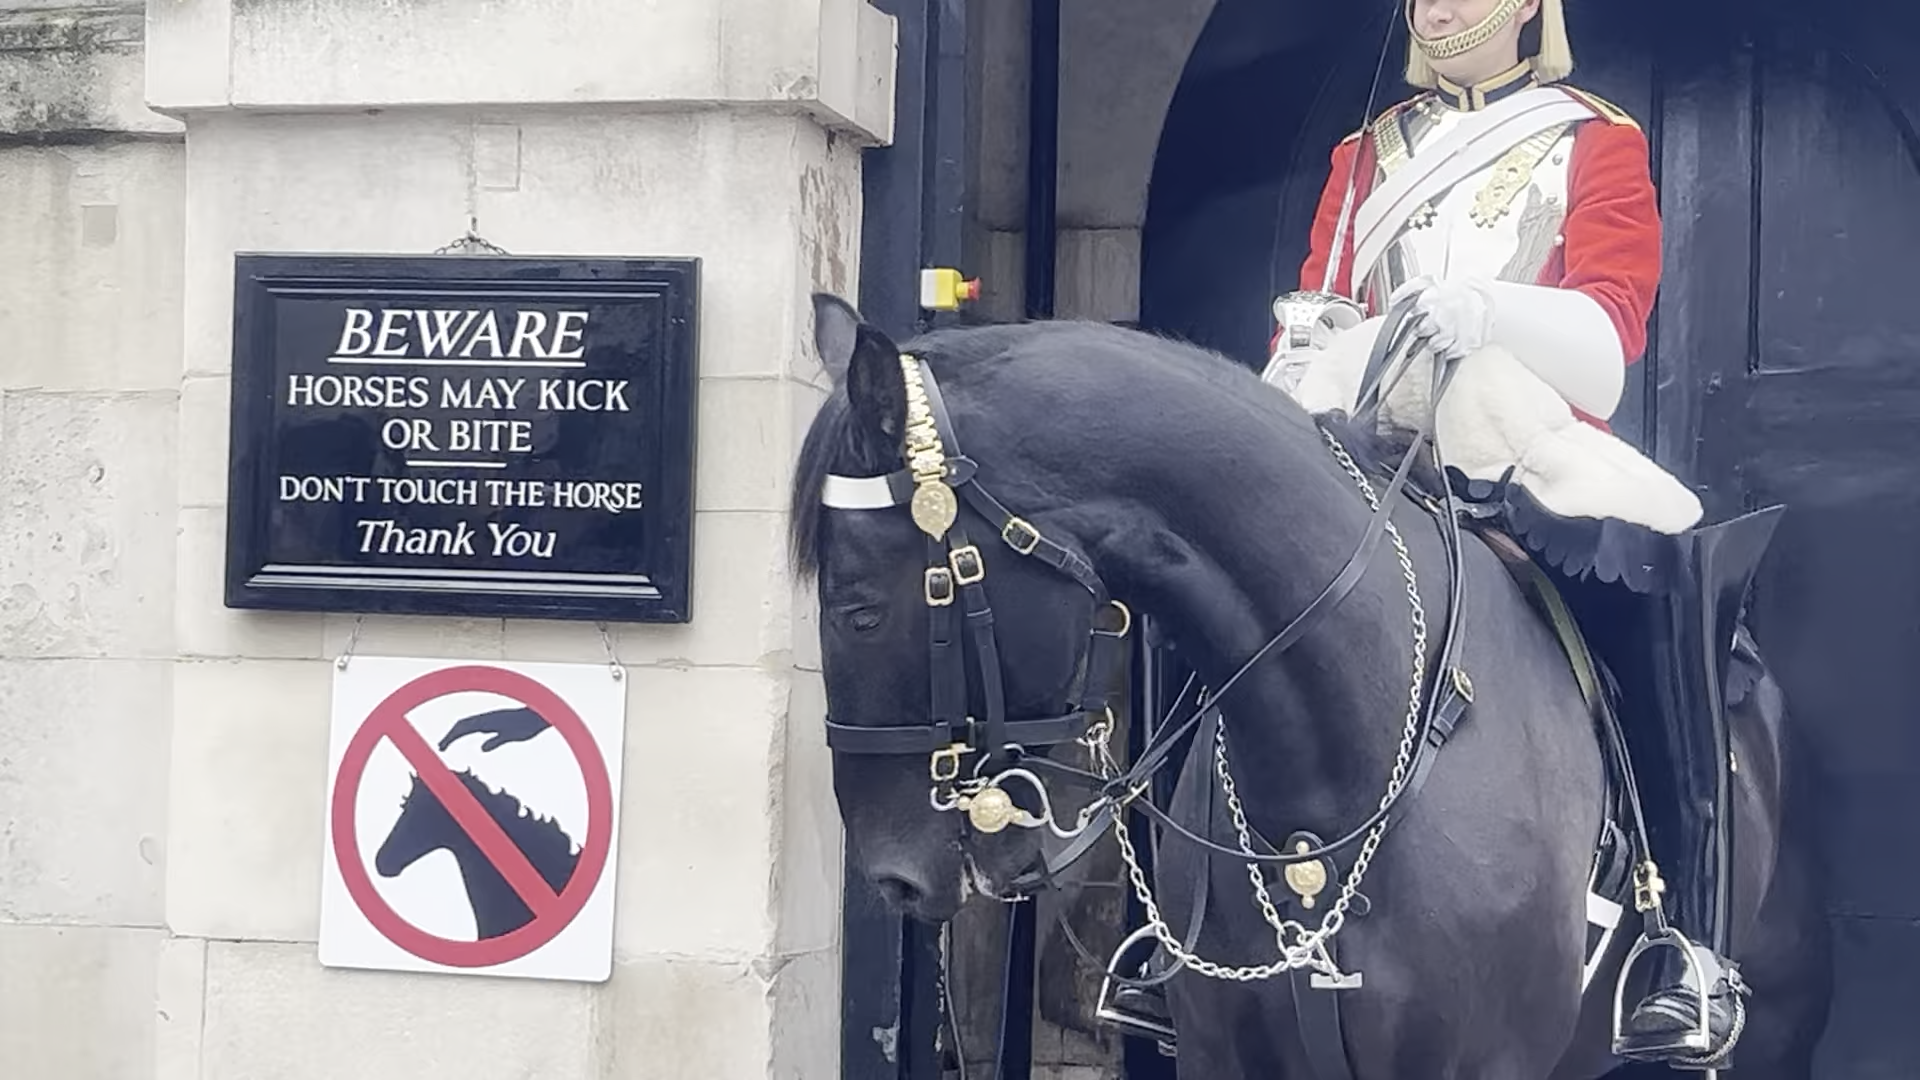 BEWARE
HORSES MAY KICK
OR BITE
DON'T TOUCH THE HORSE
Thank You